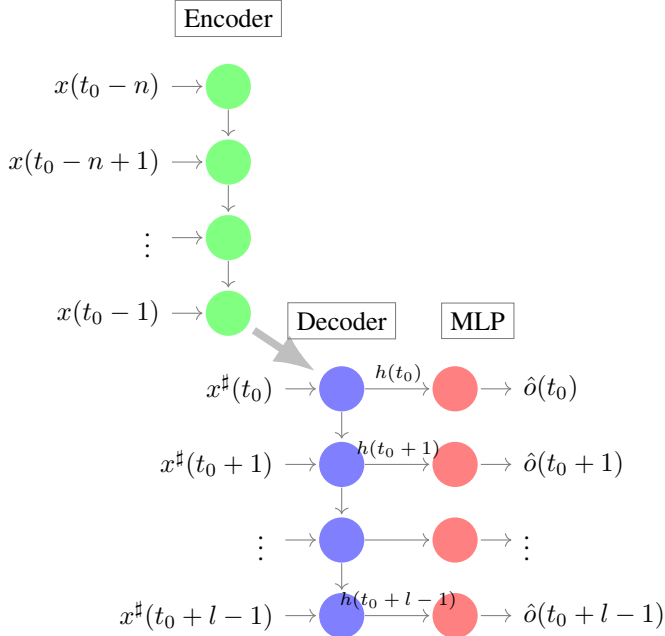 Encoder
x(t₀ − n)
x(t₀ − n + 1)
⋮
x(t₀ − 1)
Decoder
MLP
x♯(t₀)
h(t₀)
ô(t₀)
x♯(t₀ + 1)
h(t₀ + 1)
ô(t₀ + 1)
⋮
⋮
x♯(t₀ + l − 1)
h(t₀ + l − 1)
ô(t₀ + l − 1)